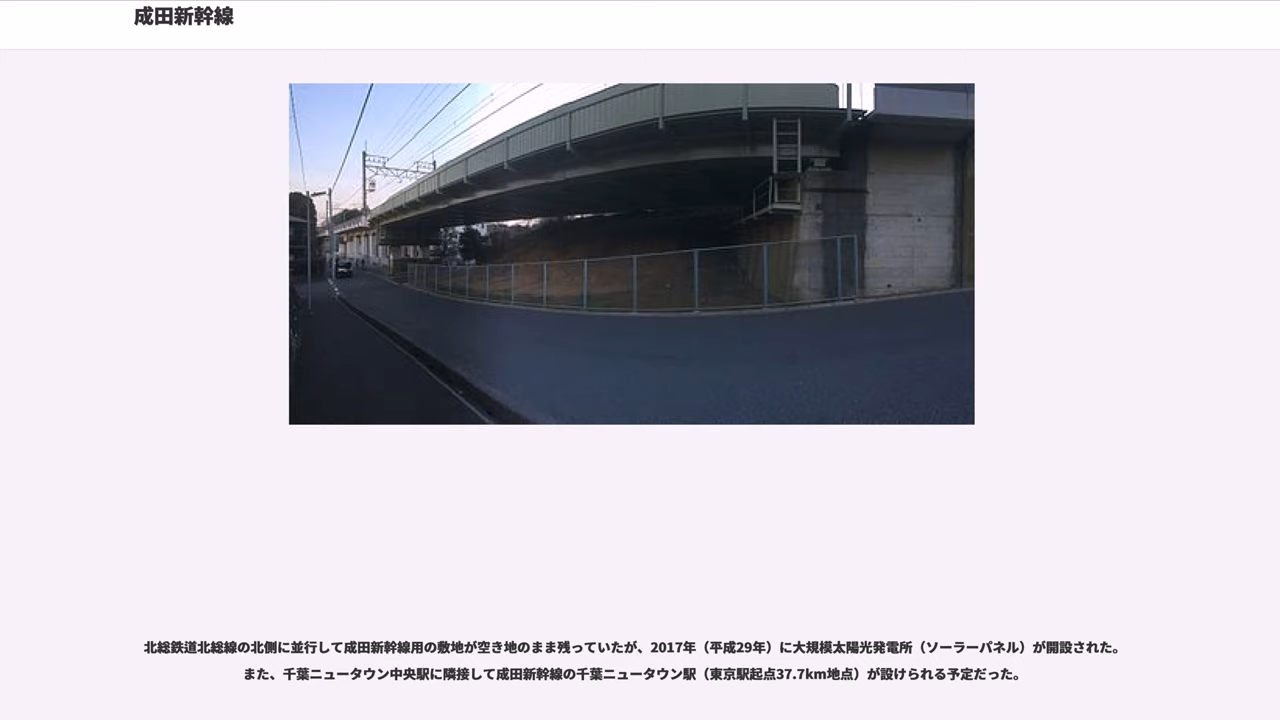 成田新幹線
北総鉄道北総線の北側に並行して成田新幹線用の敷地が空き地のまま残っていたが、2017年（平成29年）に大規模太陽光発電所（ソーラーパネル）が開設された。
また、千葉ニュータウン中央駅に隣接して成田新幹線の千葉ニュータウン駅（東京駅起点37.7km地点）が設けられる予定だった。